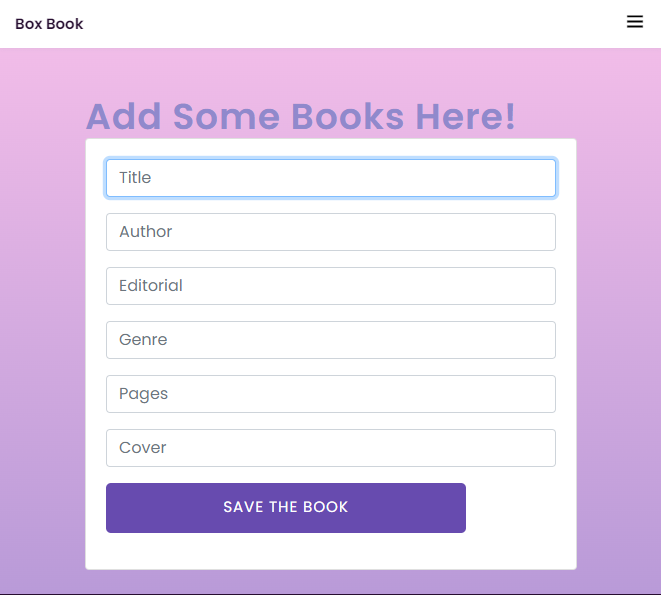 Box Book
Add Some Books Here!
Title
Author
Editorial
Genre
Pages
Cover
SAVE THE BOOK